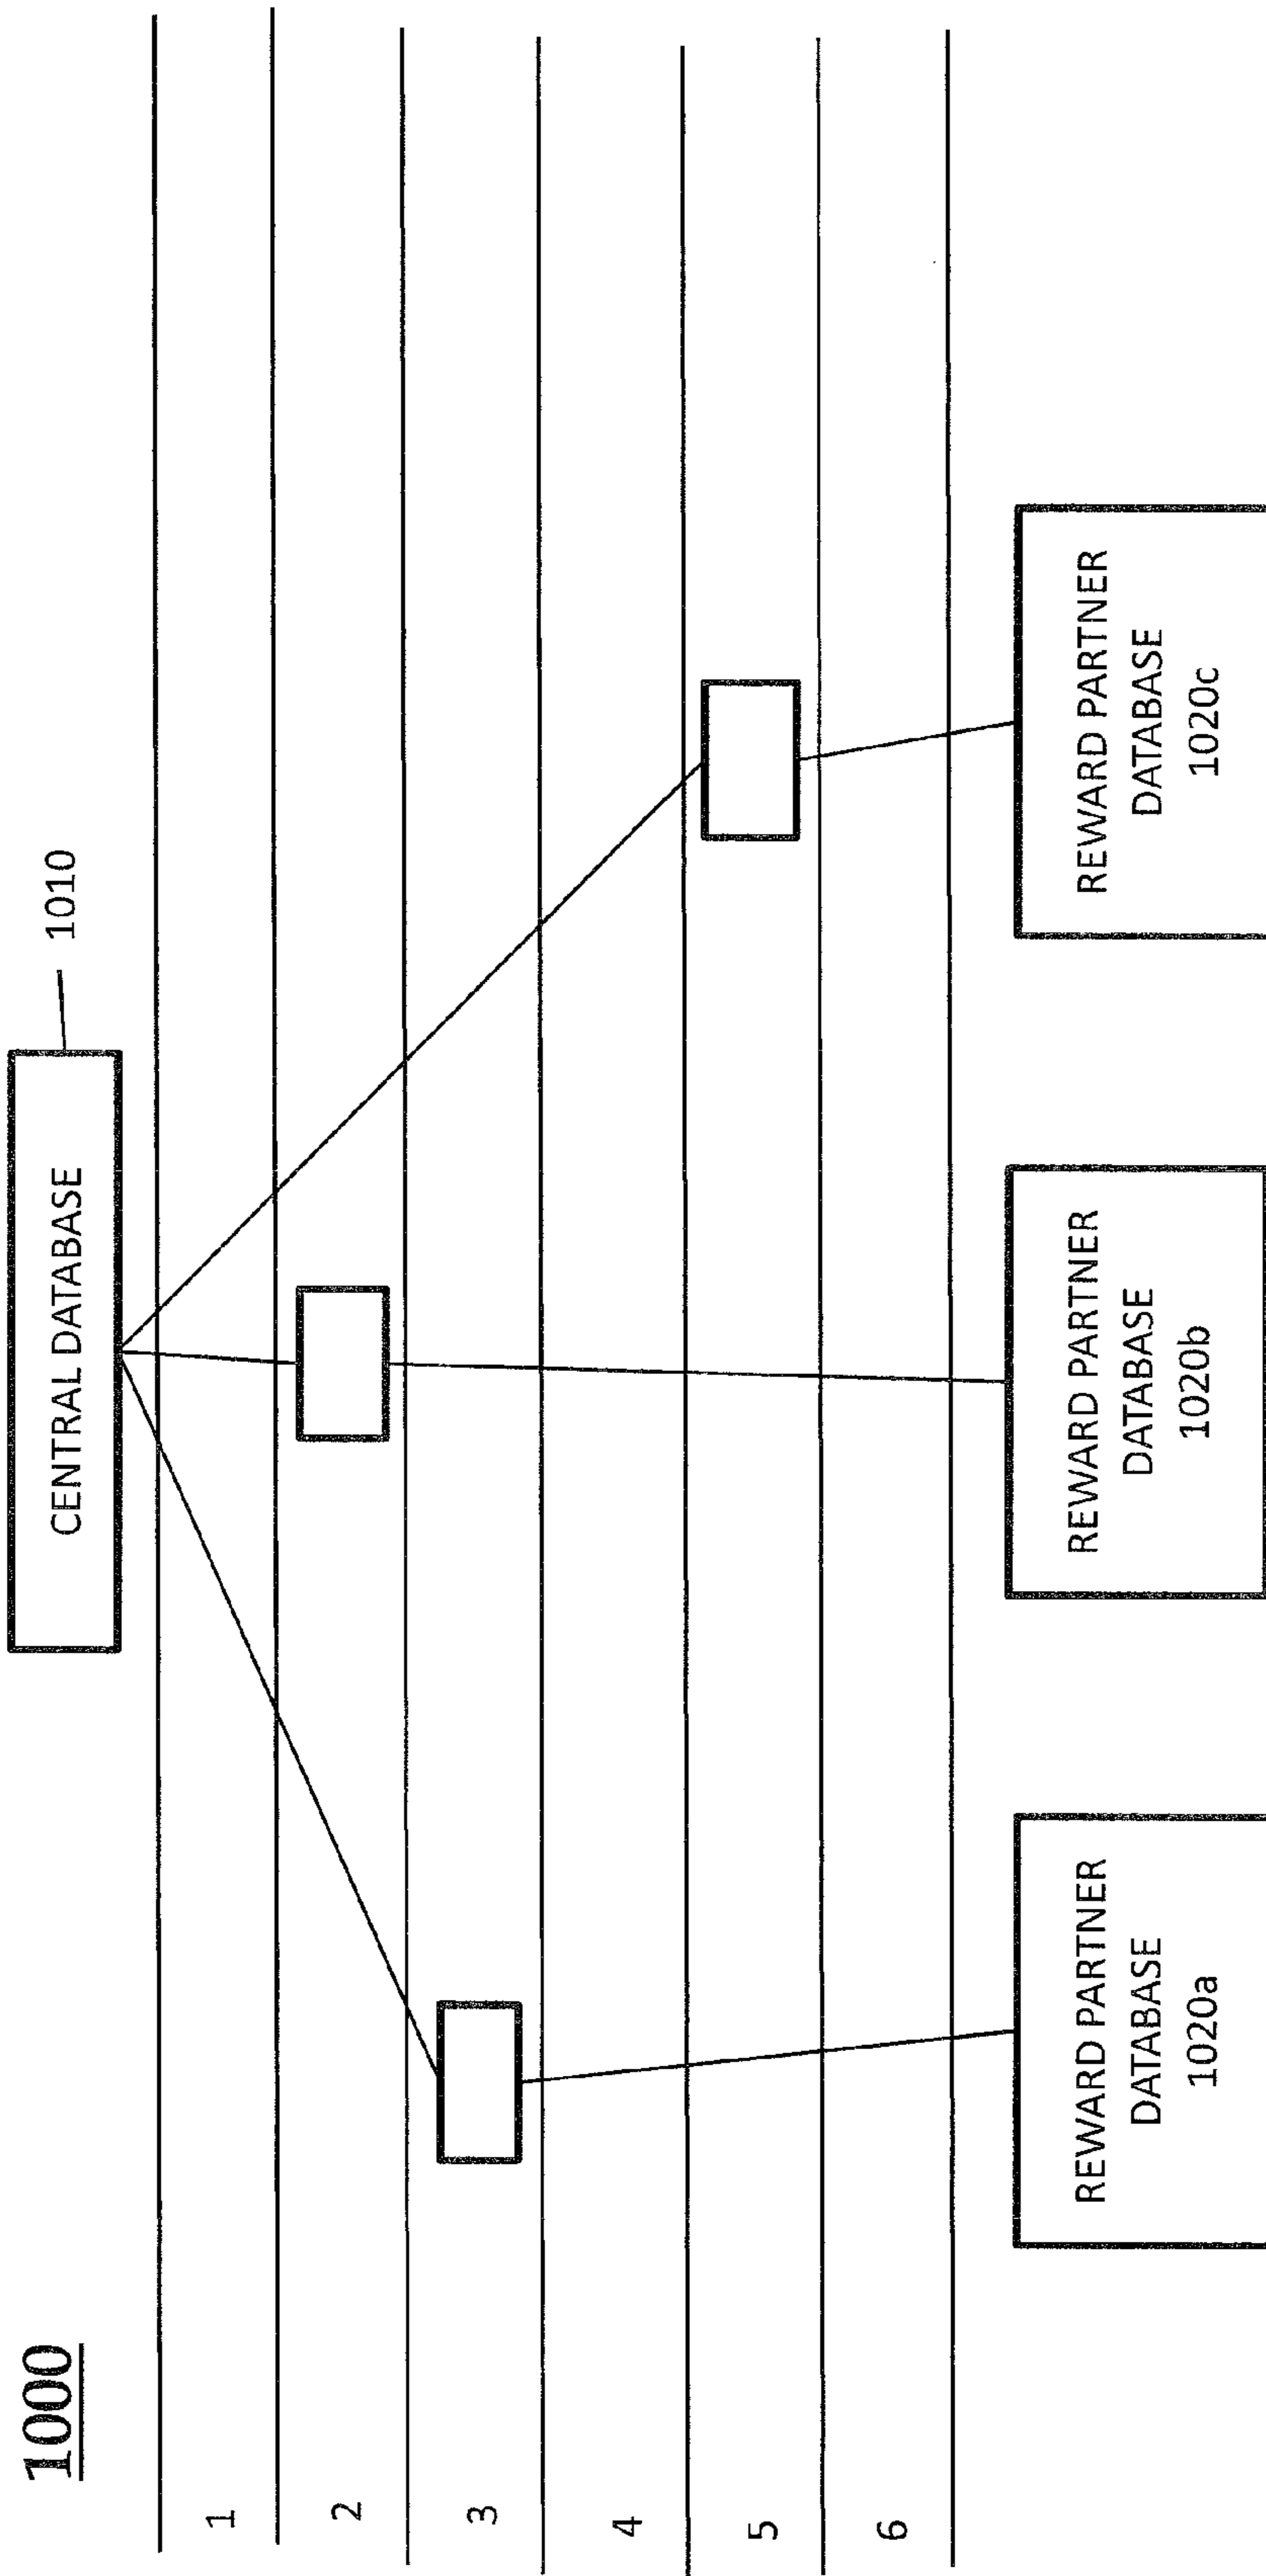 1000
CENTRAL DATABASE
1010
1
2
3
4
5
6
REWARD PARTNER
DATABASE
1020a
REWARD PARTNER
DATABASE
1020b
REWARD PARTNER
DATABASE
1020c